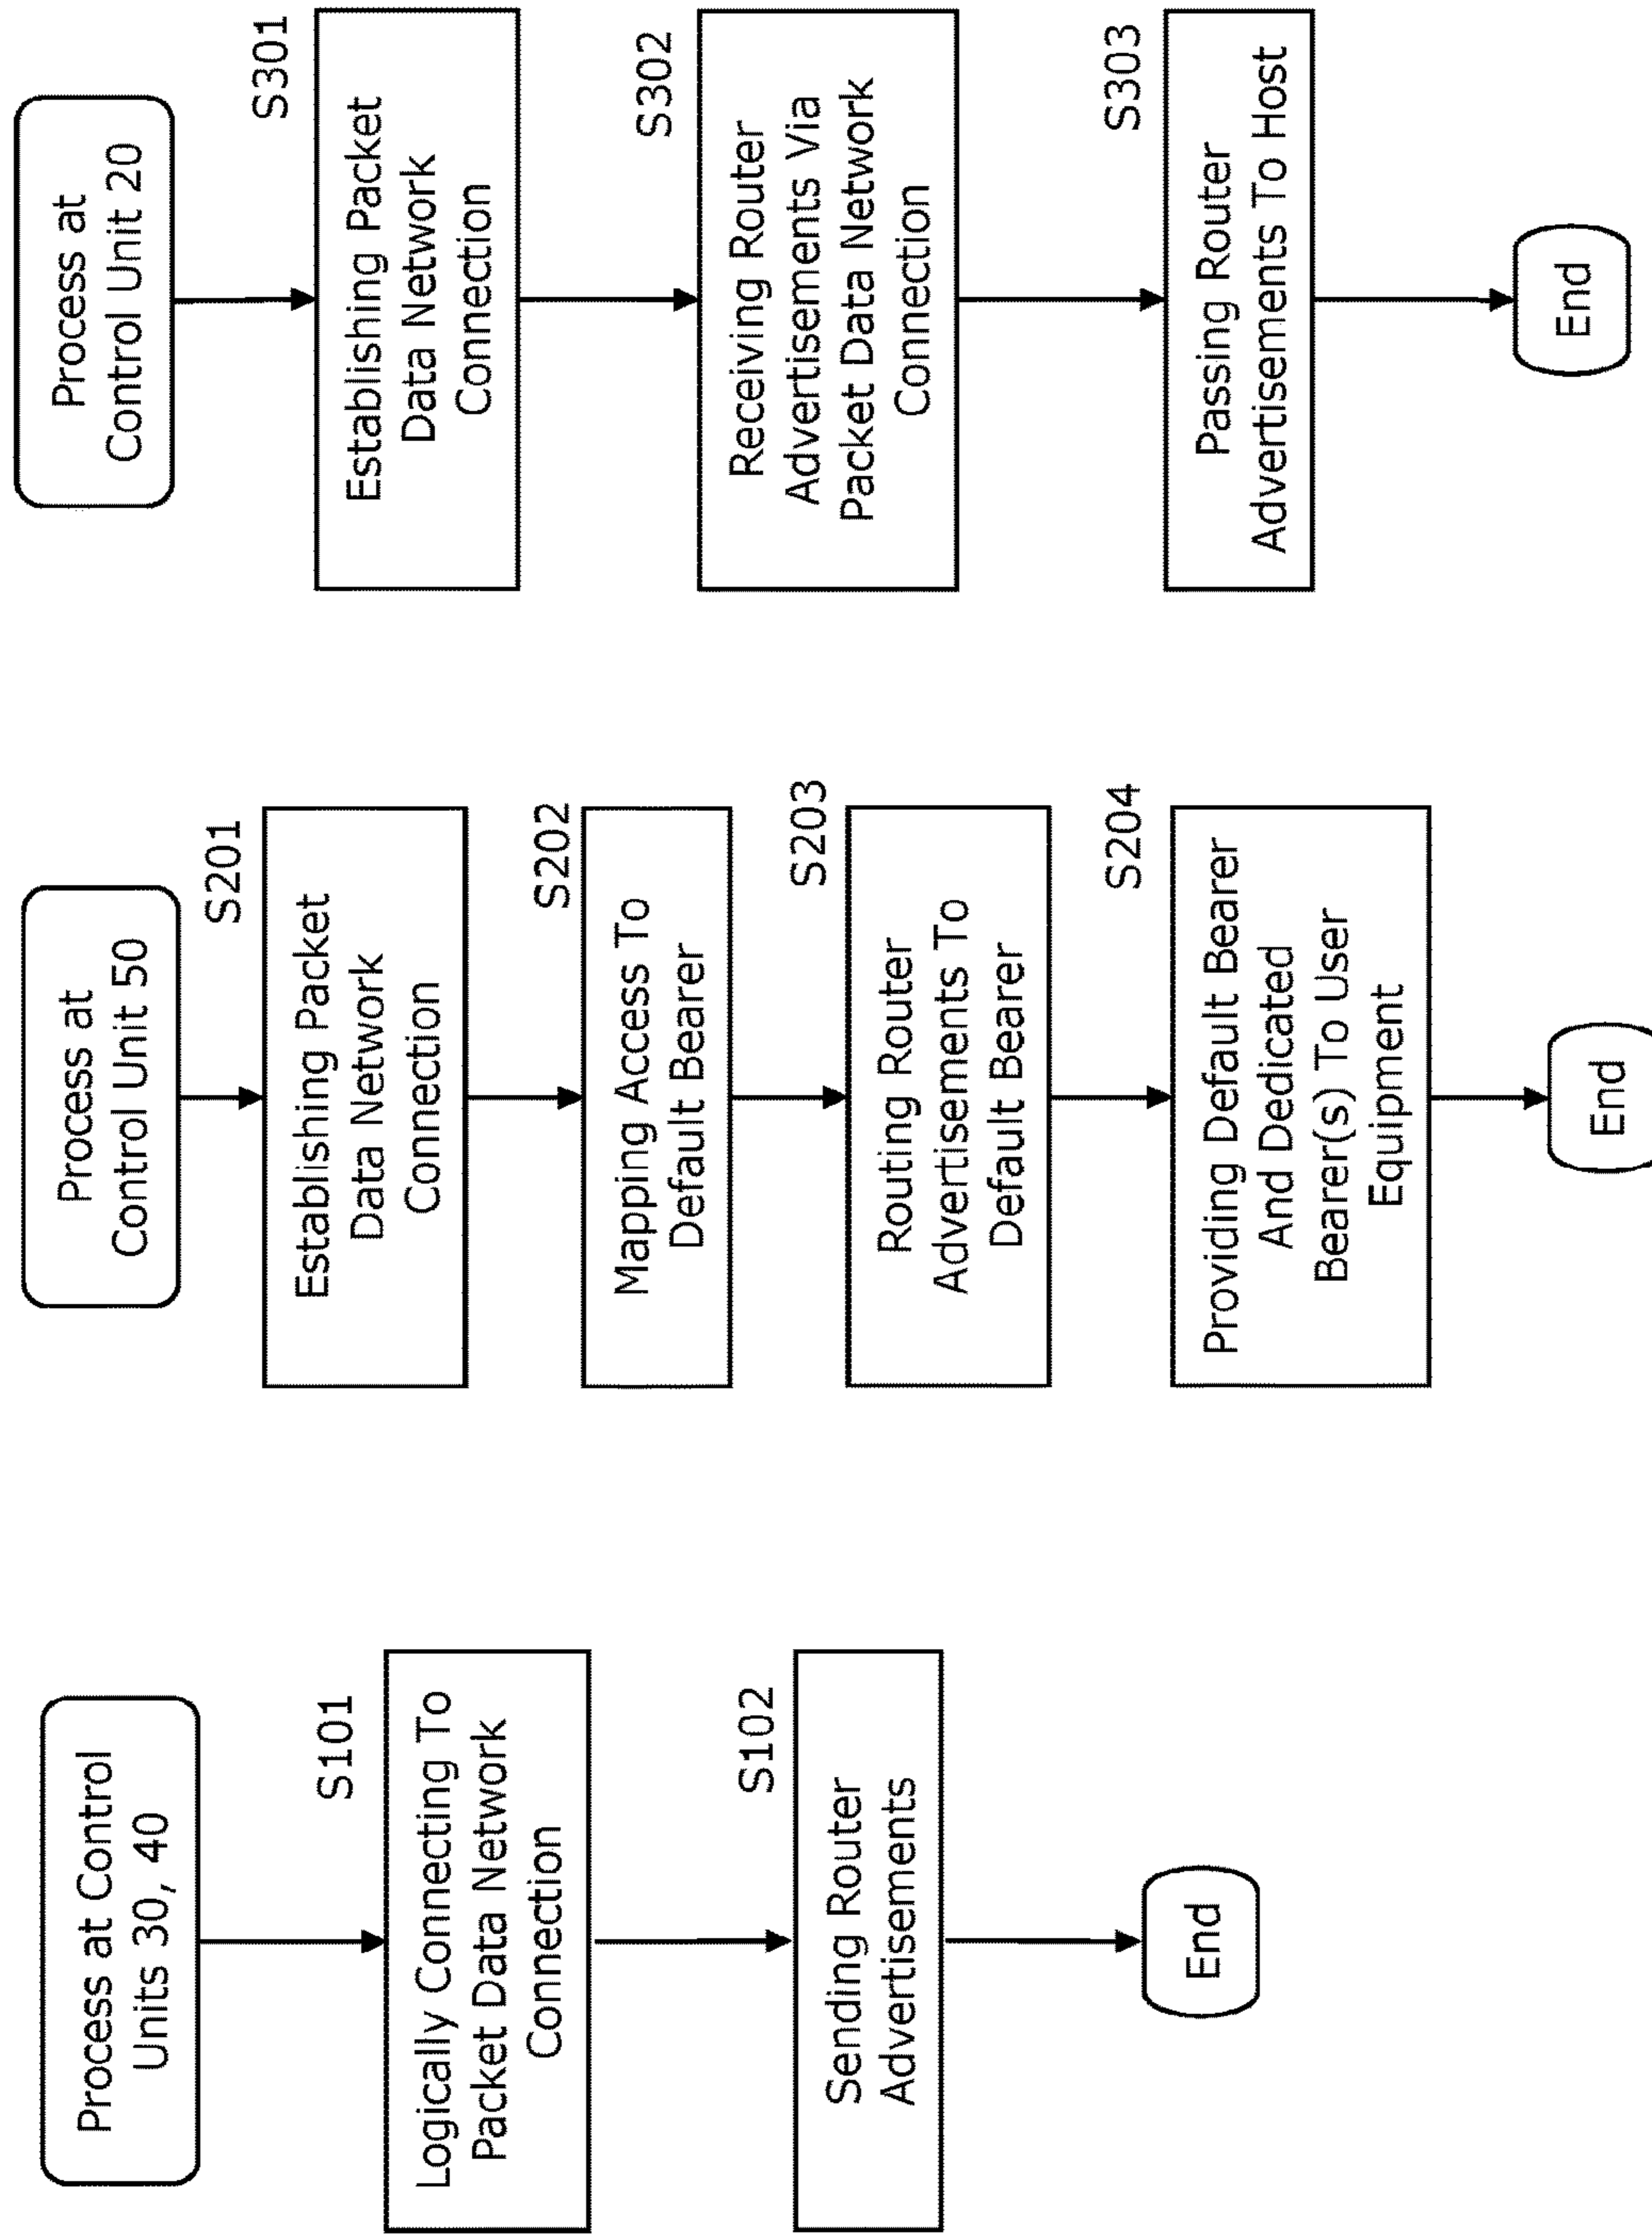 Process at Control
Units 30, 40
S101
Logically Connecting To
Packet Data Network
Connection
S102
Sending Router
Advertisements
End
Process at
Control Unit 50
S201
Establishing Packet
Data Network
Connection
S202
Mapping Access To
Default Bearer
S203
Routing Router
Advertisements To
Default Bearer
S204
Providing Default Bearer
And Dedicated
Bearer(s) To User
Equipment
End
Process at
Control Unit 20
S301
Establishing Packet
Data Network
Connection
S302
Receiving Router
Advertisements Via
Packet Data Network
Connection
S303
Passing Router
Advertisements To Host
End